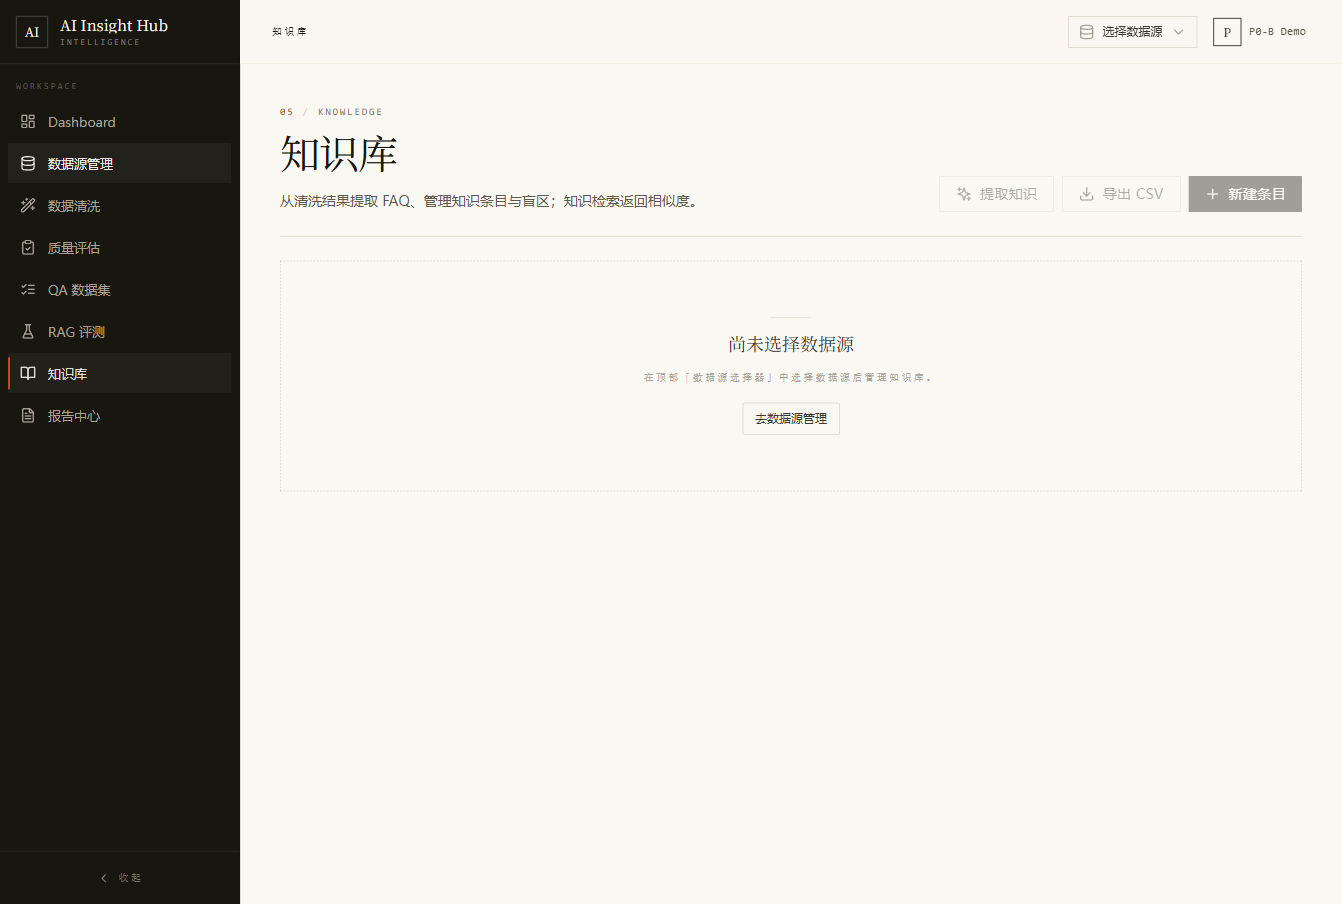 AI
AI Insight Hub
INTELLIGENCE
WORKSPACE
Dashboard
数据源管理
数据清洗
质量评估
QA 数据集
RAG 评测
知识库
报告中心
收起
知识库
选择数据源
P
P0-B Demo
05 / KNOWLEDGE
知识库
从清洗结果提取 FAQ、管理知识条目与盲区；知识检索返回相似度。
提取知识
导出 CSV
新建条目
尚未选择数据源
在顶部「数据源选择器」中选择数据源后管理知识库。
去数据源管理